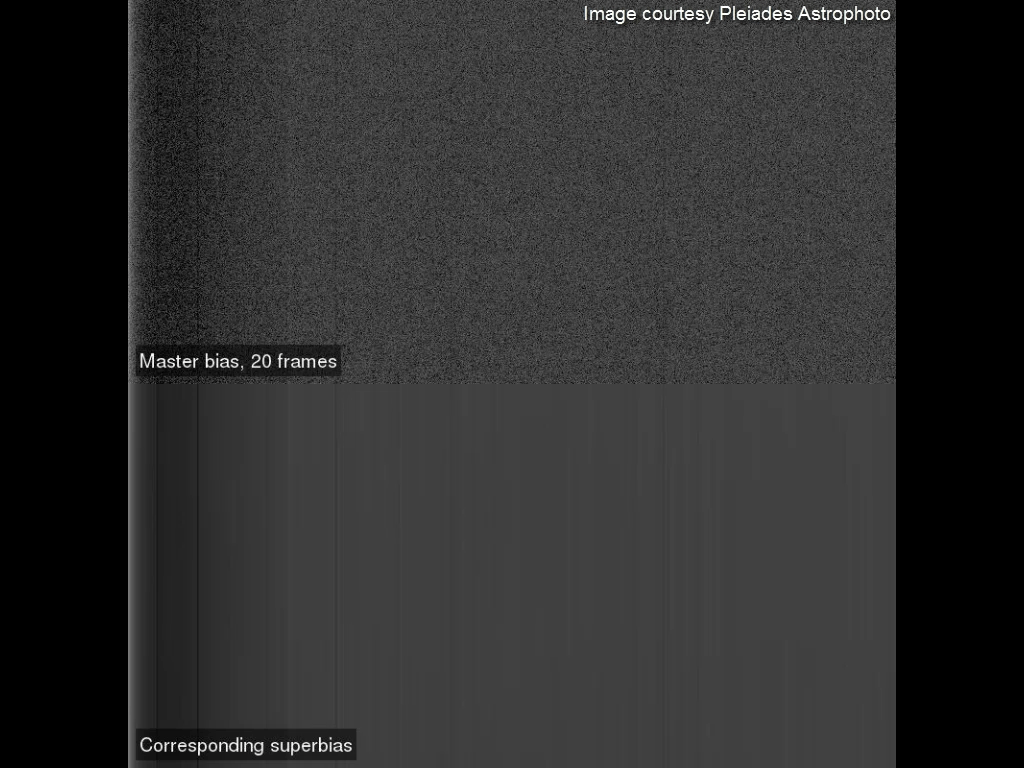 Image courtesy Pleiades Astrophoto
Master bias, 20 frames
Corresponding superbias